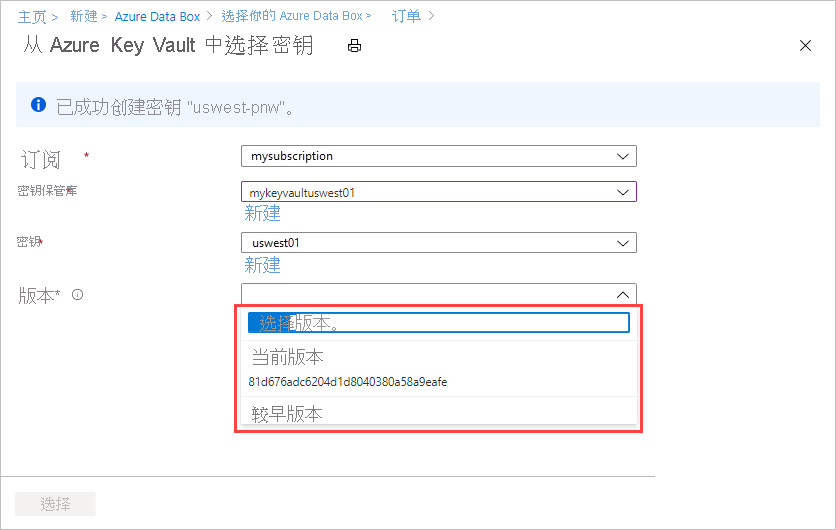 主页 > 新建 > Azure Data Box > 选择你的 Azure Data Box > 订单 >
从 Azure Key Vault 中选择密钥
已成功创建密钥 "uswest-pnw"。
订阅 * mysubscription
密钥保管库* mykeyvaultuswest01
新建
密钥* uswest01
新建
版本*
选择版本。
当前版本
81d676adc6204d1d8040380a58a9eafe
较早版本
选择